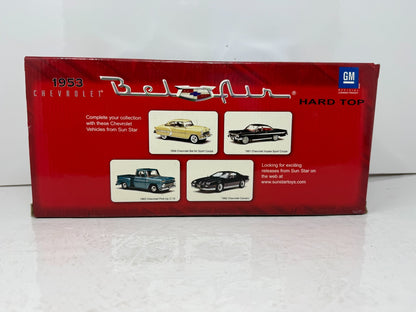 1953
CHEVROLET
Bel Air
®
GM
HARD TOP
Complete your collection
with these Chevrolet
Vehicles from Sun Star
Looking for exciting
releases from Sun Star on
the web at
www.sunstartoys.com